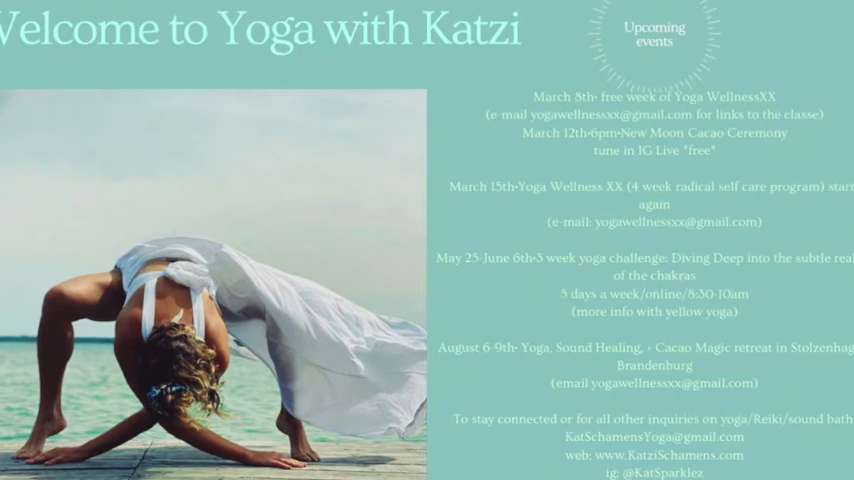 Welcome to Yoga with Katzi
Upcoming
events
March 8th• free week of Yoga WellnessXX
(e-mail yogawellnessxx@gmail.com for links to the classe)
March 12th•6pm•New Moon Cacao Ceremony
tune in IG Live "free"
March 15th•Yoga Wellness XX (4 week radical self care program) start
again
(e-mail: yogawellnessxx@gmail.com)
May 25-June 6th•3 week yoga challenge: Diving Deep into the subtle real
of the chakras
5 days a week/online/8:30-10am
(more info with yellow yoga)
August 6-9th• Yoga, Sound Healing, + Cacao Magic retreat in Stolzenhag
Brandenburg
(email yogawellnessxx@gmail.com)
To stay connected or for all other inquiries on yoga/Reiki/sound bath
KatSchamensYoga@gmail.com
web: www.KatziSchamens.com
ig: @KatSparklez